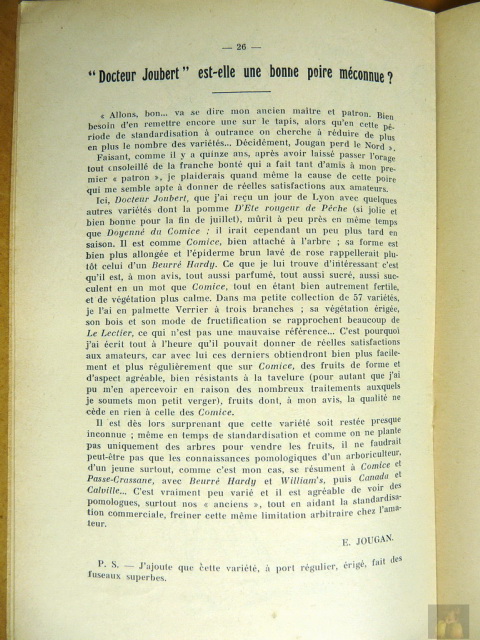 — 26 —
“ Docteur Joubert ” est-elle une bonne poire méconnue ?
« Allons, bon... va se dire mon ancien maître et patron. Bien
besoin d'en remettre encore une sur le tapis, alors qu'en cette pé-
riode de standardisation à outrance on cherche à réduire de plus
en plus le nombre des variétés... Décidément, Jougan perd le Nord »,
Faisant, comme il y a quinze ans, après avoir laissé passer l'orage
tout ensoleillé de la franche bonté qui a fait tant d'amis à mon pre-
mier « patron », je plaiderais quand même la cause de cette poire
qui me semble apte à donner de réelles satisfactions aux amateurs.
Ici, Docteur Joubert, que j'ai reçu un jour de Lyon avec quelques
autres variétés dont la pomme D'Ete rongeur de Pêche (si jolie et
bien bonne pour la fin de juillet), mûrit à peu près en même temps
que Doyenné du Comice ; il irait cependant un peu plus tard en
saison. Il est comme Comice, bien attaché à l'arbre ; sa forme est
bien plus allongée et l'épiderme brun lavé de rose rappellerait plu-
tôt celui d'un Beurré Hardy. Ce que je lui trouve d'intéressant c'est
qu'il est, à mon avis, tout aussi parfumé, tout aussi sucré, aussi suc-
culent en un mot que Comice, tout en étant bien autrement fertile,
et de végétation plus calme. Dans ma petite collection de 57 variétés,
je l'ai en palmette Verrier à trois branches ; sa végétation érigée,
son bois et son mode de fructification se rapprochent beaucoup de
Le Lectier, ce qui n'est pas une mauvaise référence... C'est pourquoi
j'ai écrit tout à l'heure qu'il pouvait donner de réelles satisfactions
aux amateurs, car avec lui ces derniers obtiendront bien plus facile-
ment et plus régulièrement que sur Comice, des fruits de forme et
d'aspect agréable, bien résistants à la tavelure (pour autant que j'ai
pu m'en apercevoir en raison des nombreux traitements auxquels
je soumets mon petit verger), fruits dont, à mon avis, la qualité ne
cède en rien à celle des Comice.
Il est dès lors surprenant que cette variété soit restée presque
inconnue ; même en temps de standardisation et comme on ne plante
pas uniquement des arbres pour vendre les fruits, il ne faudrait
peut-être pas que les connaissances pomologiques d'un arboriculteur,
d'un jeune surtout, comme c'est mon cas, se résument à Comice et
Passe-Crassane, avec Beurré Hardy et William's, puis Canada et
Calville... C'est vraiment peu varié et il est agréable de voir des
pomologues, surtout nos « anciens », tout en aidant la standardisa-
tion commerciale, freiner cette même limitation arbitraire chez l'ama-
teur.
E. JOUGAN.
P. S. — J'ajoute que cette variété, à port régulier, érigé, fait des
fuseaux superbes.